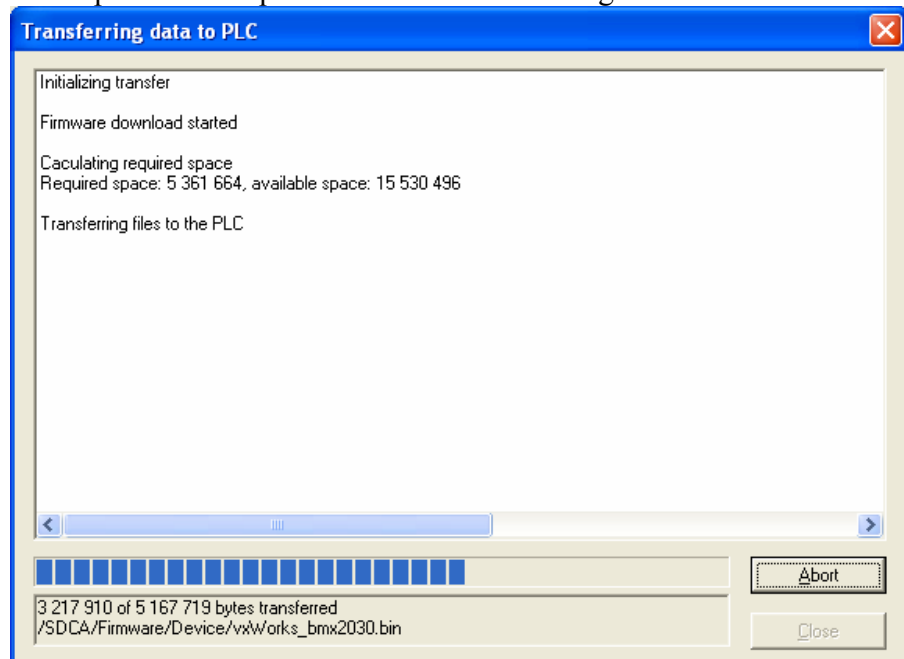 Transferring data to PLC
Initializing transfer
Firmware download started
Caculating required space
Required space: 5 361 664, available space: 15 530 496
Transferring files to the PLC
Abort
3 217 910 of 5 167 719 bytes transferred
/SDCA/Firmware/Device/vxWorks_bmx2030.bin
Close